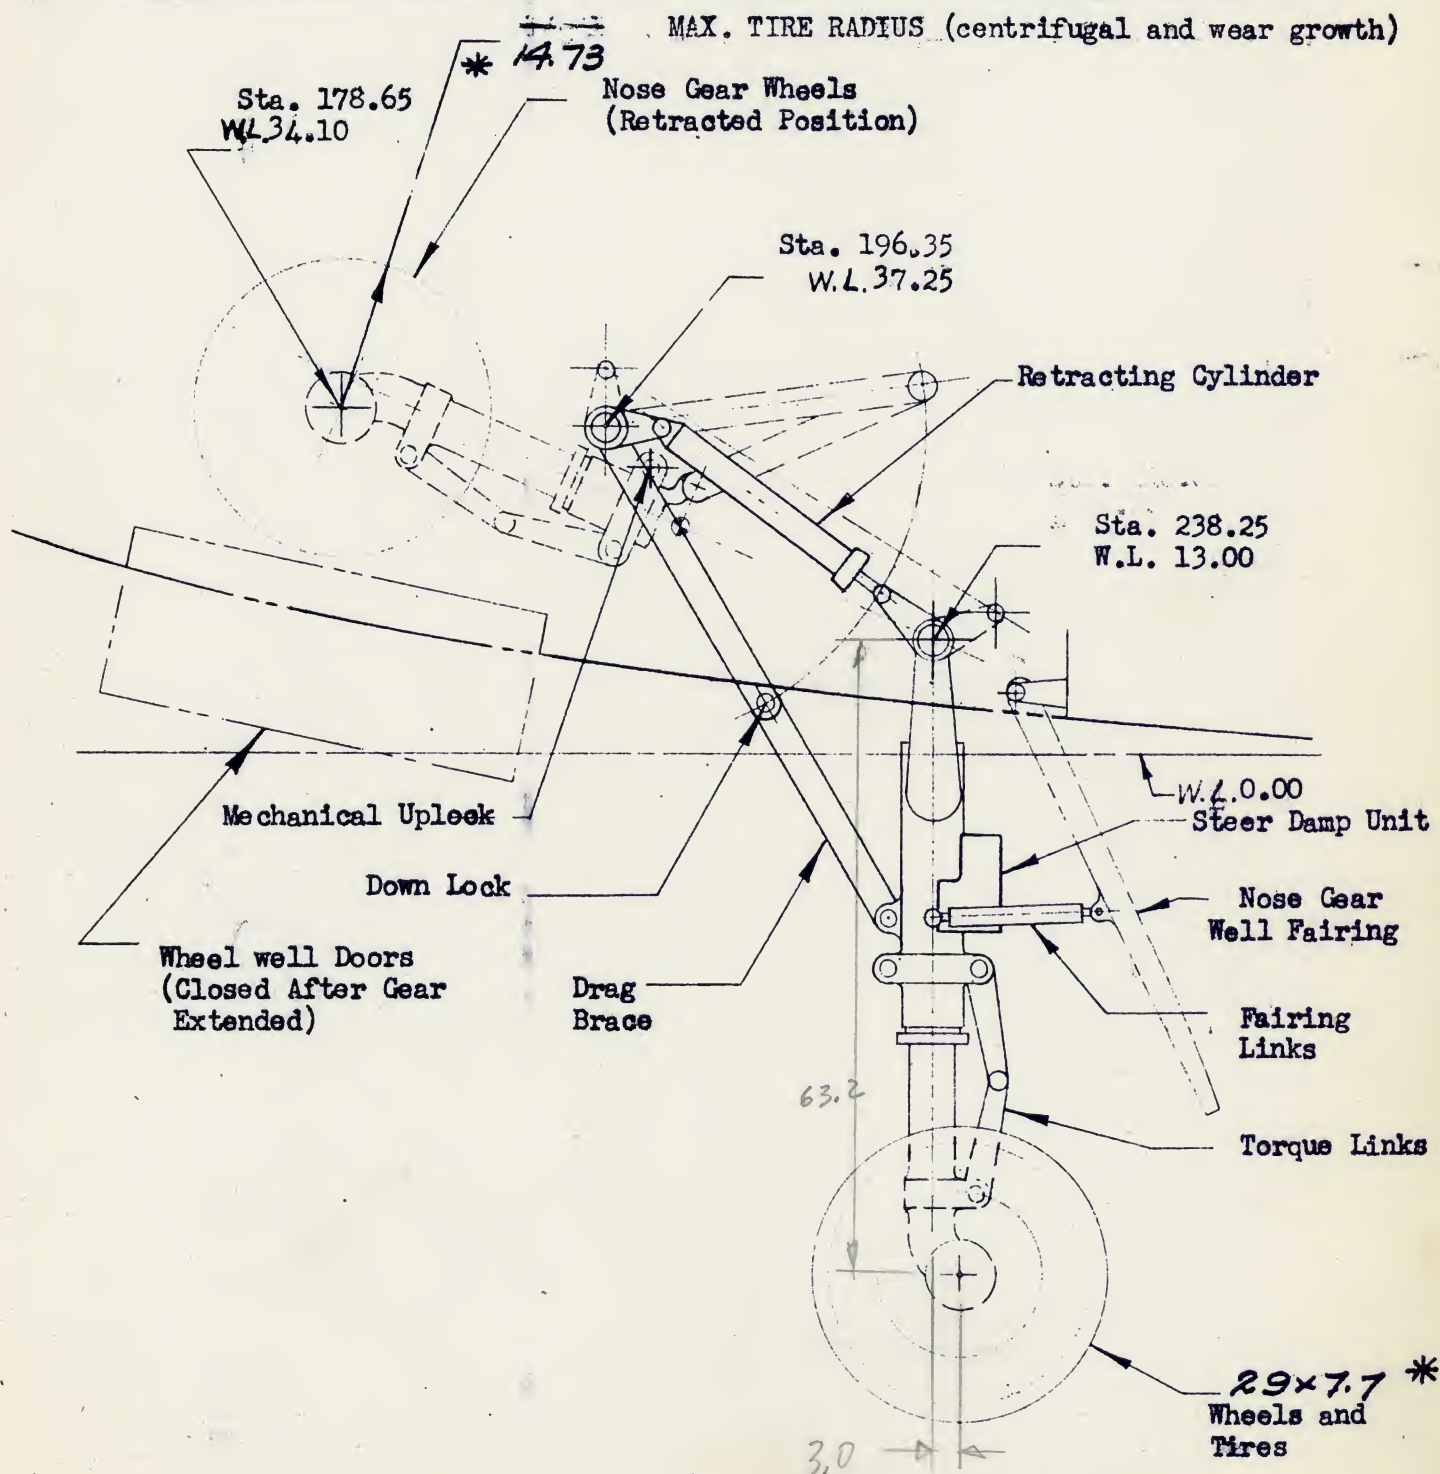 MAX. TIRE RADIUS (centrifugal and wear growth)
* 14.73
Nose Gear Wheels
(Retracted Position)
Sta. 178.65
W.L.34.10
Sta. 196.35
W.L.37.25
Retracting Cylinder
Sta. 238.25
W.L. 13.00
W.L.0.00
Steer Damp Unit
Mechanical Uplock
Down Lock
Nose Gear
Well Fairing
Wheel well Doors
(Closed After Gear
Extended)
Drag
Brace
Fairing
Links
63.2
Torque Links
29×7.7 *
Wheels and
Tires
3.0